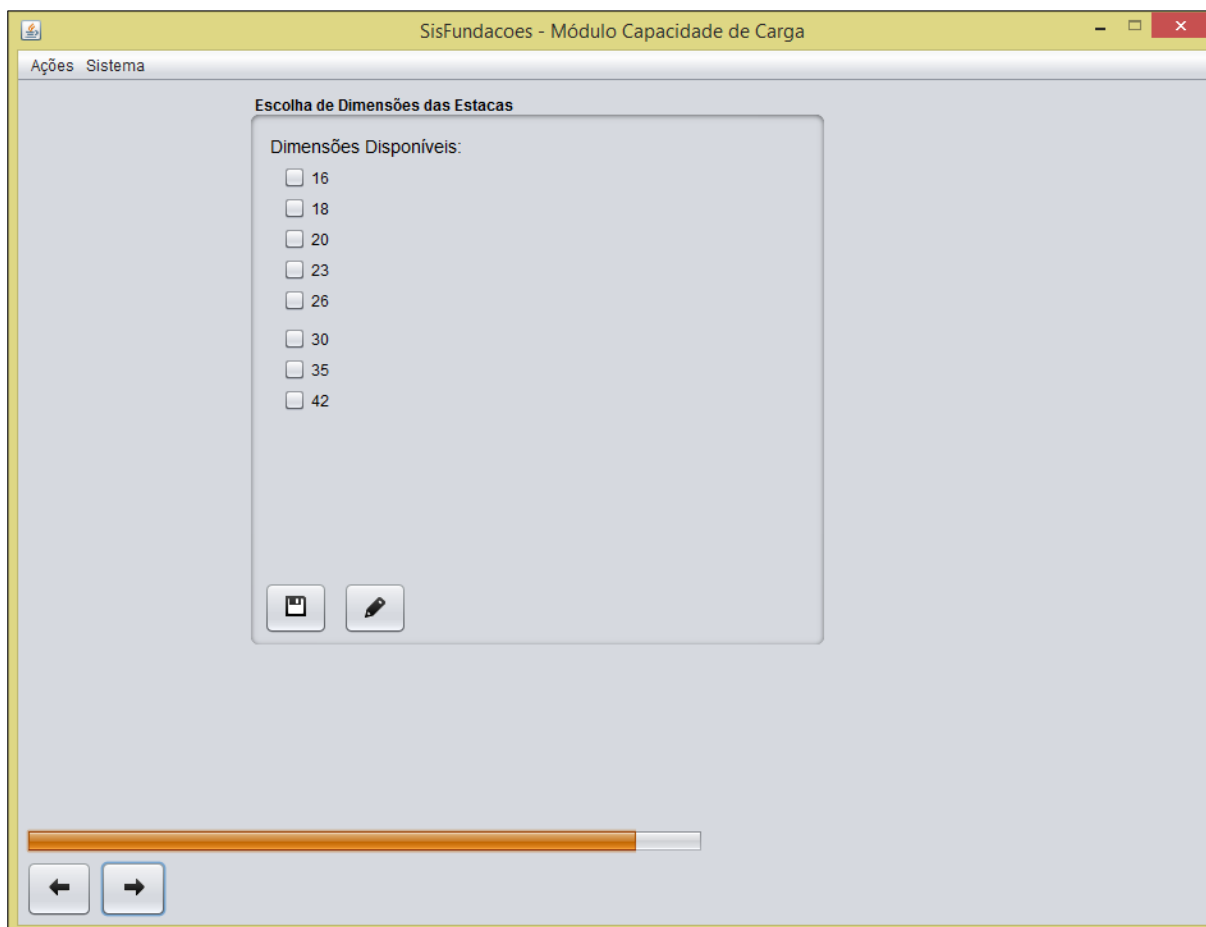 SisFundacoes - Módulo Capacidade de Carga
Ações Sistema
Escolha de Dimensões das Estacas
Dimensões Disponíveis:
16
18
20
23
26
30
35
42